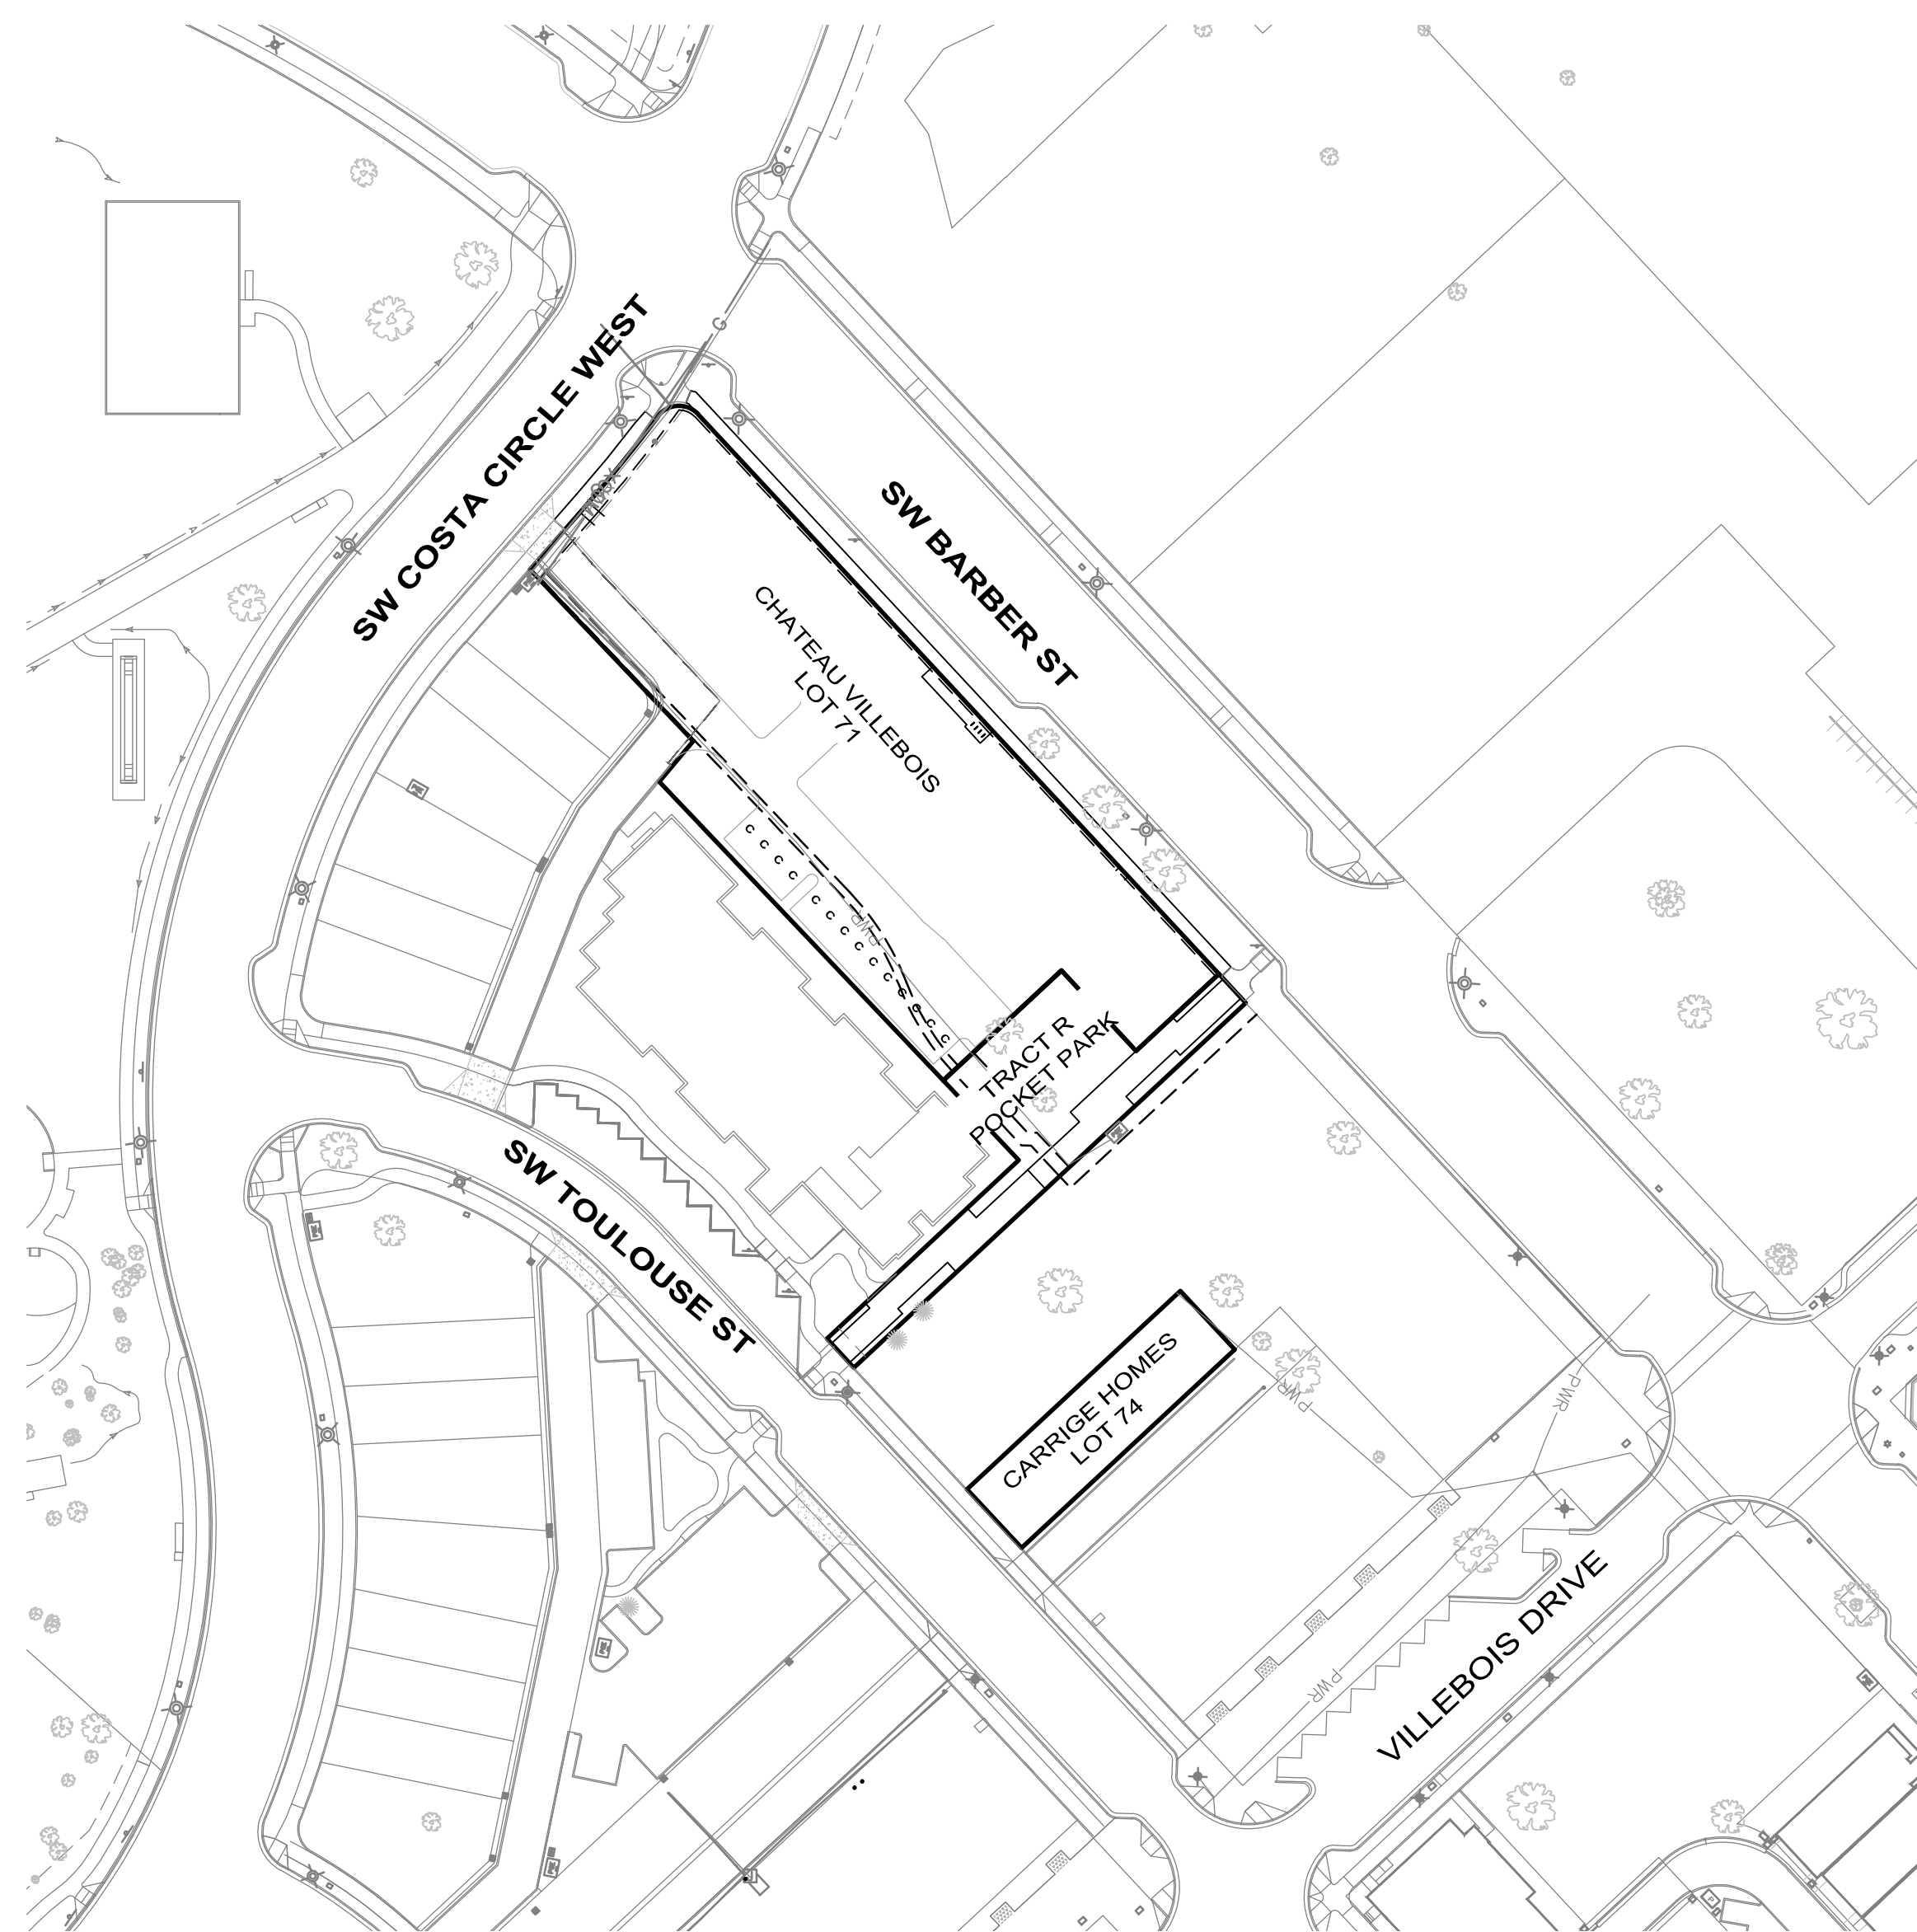 SW COSTA CIRCLE WEST
G
SW BARBER ST
CHATEAU VILLEBOIS
LOT 71
C C C C
C C C C C C C C C C
PWR
TRACT R
POCKET PARK
SW TOULOUSE ST
CARRIGE HOMES
LOT 74
PWR
PWR
PWR
VILLEBOIS DRIVE